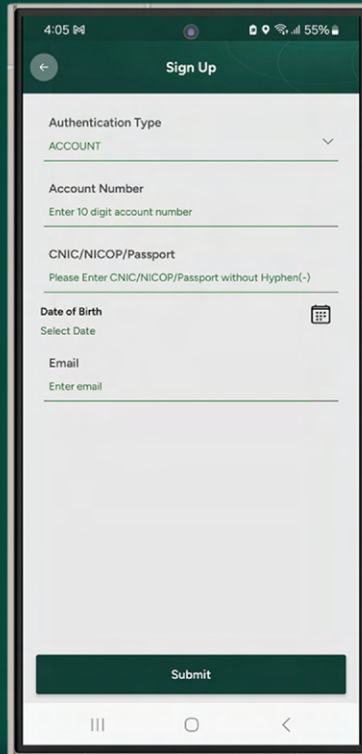 4:05 55%
Sign Up
Authentication Type
ACCOUNT
Account Number
Enter 10 digit account number
CNIC/NICOP/Passport
Please Enter CNIC/NICOP/Passport without Hyphen(-)
Date of Birth
Select Date
Email
Enter email
Submit